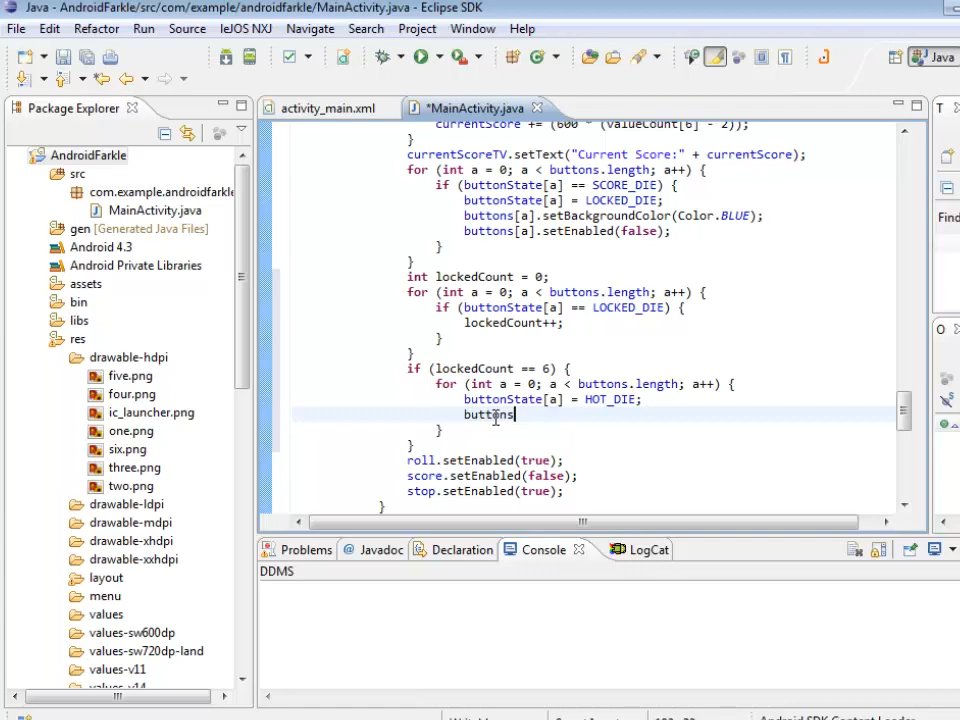 Java - AndroidFarkle/src/com/example/androidfarkle/MainActivity.java - Eclipse SDK
File Edit Refactor Run Source LeJOS NXJ Navigate Search Project Window Help
Java
Package Explorer
activity_main.xml
*MainActivity.java
T
AndroidFarkle
src
com.example.androidfarkle
MainActivity.java
gen [Generated Java Files]
Android 4.3
Android Private Libraries
assets
bin
libs
res
drawable-hdpi
five.png
four.png
ic_launcher.png
one.png
six.png
three.png
two.png
drawable-ldpi
drawable-mdpi
drawable-xhdpi
drawable-xxhdpi
layout
menu
values
values-sw600dp
values-sw720dp-land
values-v11
values-v14
currentScore += (600 * (valueCount[6] - 2));
}
currentScoreTV.setText("Current Score:" + currentScore);
for (int a = 0; a < buttons.length; a++) {
if (buttonState[a] == SCORE_DIE) {
buttonState[a] = LOCKED_DIE;
buttons[a].setBackgroundColor(Color.BLUE);
buttons[a].setEnabled(false);
}
}
int lockedCount = 0;
for (int a = 0; a < buttons.length; a++) {
if (buttonState[a] == LOCKED_DIE) {
lockedCount++;
}
}
if (lockedCount == 6) {
for (int a = 0; a < buttons.length; a++) {
buttonState[a] = HOT_DIE;
buttons
}
}
roll.setEnabled(true);
score.setEnabled(false);
stop.setEnabled(true);
}
Find
O
Problems
@ Javadoc
Declaration
Console
LogCat
DDMS